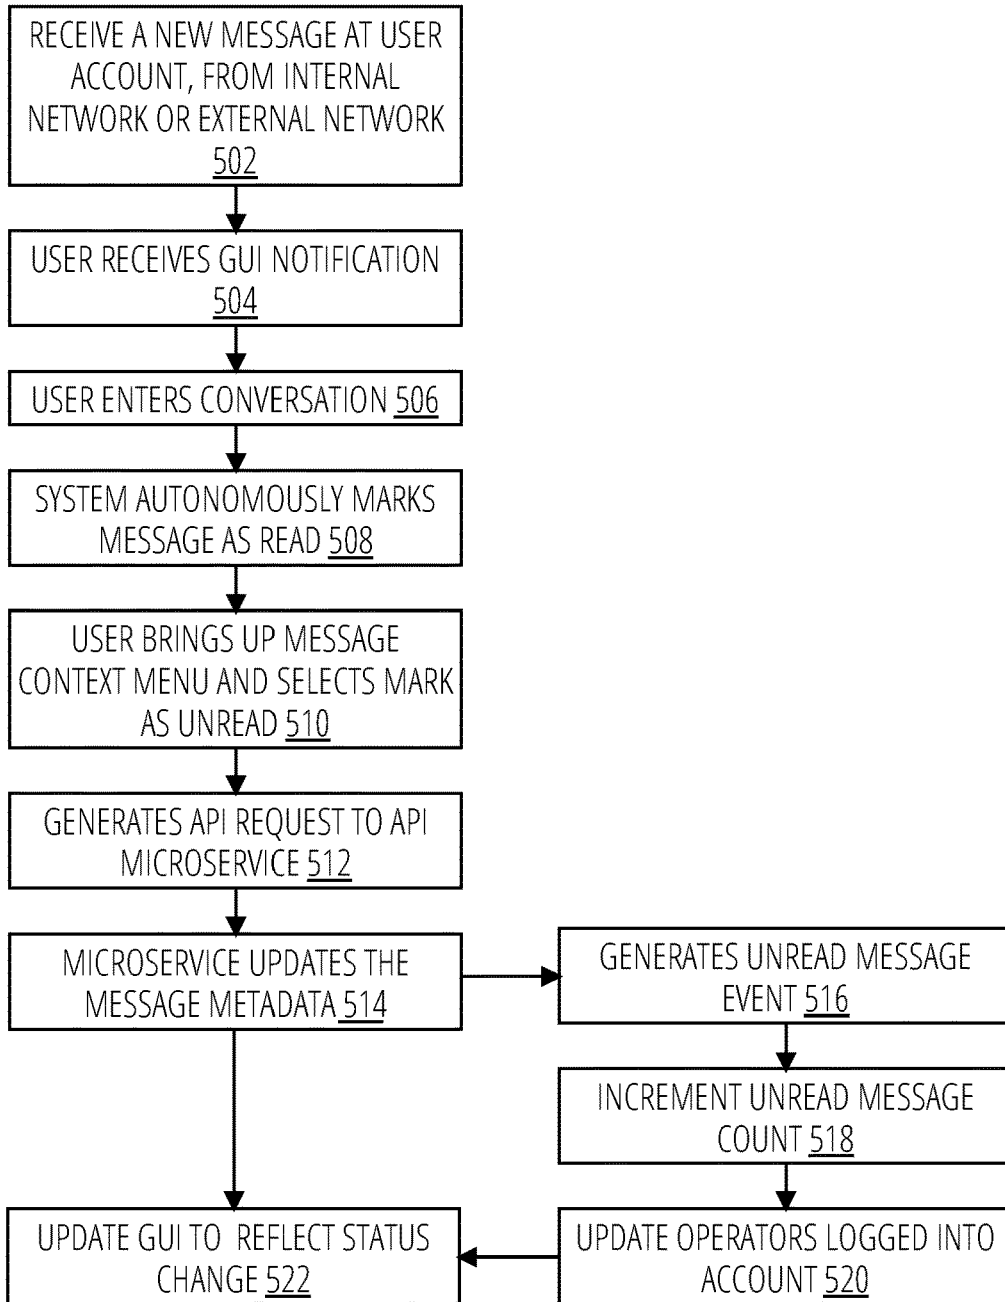 RECEIVE A NEW MESSAGE AT USER
ACCOUNT, FROM INTERNAL
NETWORK OR EXTERNAL NETWORK
502
USER RECEIVES GUI NOTIFICATION
504
USER ENTERS CONVERSATION 506
SYSTEM AUTONOMOUSLY MARKS
MESSAGE AS READ 508
USER BRINGS UP MESSAGE
CONTEXT MENU AND SELECTS MARK
AS UNREAD 510
GENERATES API REQUEST TO API
MICROSERVICE 512
MICROSERVICE UPDATES THE
MESSAGE METADATA 514
GENERATES UNREAD MESSAGE
EVENT 516
INCREMENT UNREAD MESSAGE
COUNT 518
UPDATE OPERATORS LOGGED INTO
ACCOUNT 520
UPDATE GUI TO REFLECT STATUS
CHANGE 522